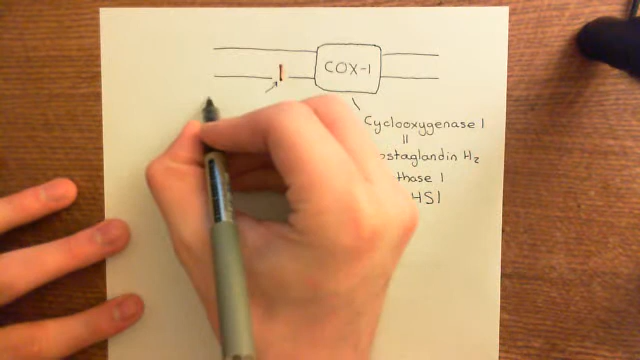 COX-1
Cyclooxygenase 1
=
ostaglandin H2
thase 1
HS1